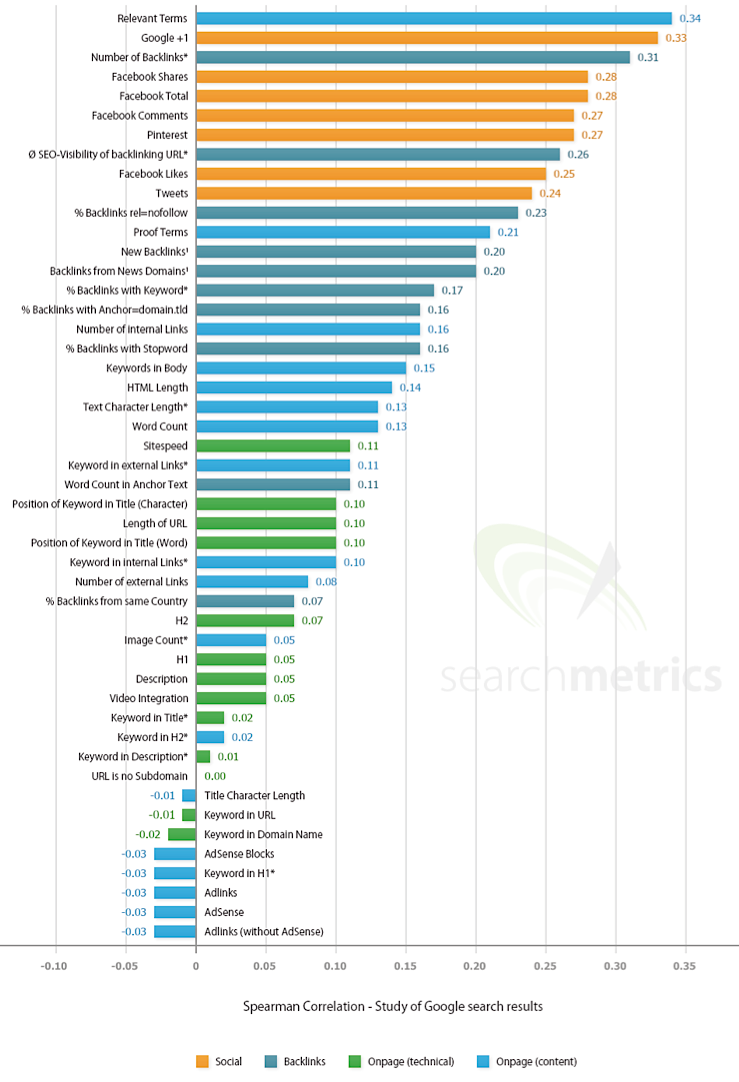 Relevant Terms 0.34
Google +1 0.33
Number of Backlinks* 0.31
Facebook Shares 0.28
Facebook Total 0.28
Facebook Comments 0.27
Pinterest 0.27
Ø SEO-Visibility of backlinking URL* 0.26
Facebook Likes 0.25
Tweets 0.24
% Backlinks rel=nofollow 0.23
Proof Terms 0.21
New Backlinks¹ 0.20
Backlinks from News Domains¹ 0.20
% Backlinks with Keyword* 0.17
% Backlinks with Anchor=domain.tld 0.16
Number of internal Links 0.16
% Backlinks with Stopword 0.16
Keywords in Body 0.15
HTML Length 0.14
Text Character Length* 0.13
Word Count 0.13
Sitespeed 0.11
Keyword in external Links* 0.11
Word Count in Anchor Text 0.11
Position of Keyword in Title (Character) 0.10
Length of URL 0.10
Position of Keyword in Title (Word) 0.10
Keyword in internal Links* 0.10
Number of external Links 0.08
% Backlinks from same Country 0.07
H2 0.07
Image Count* 0.05
H1 0.05
searchmetrics
Description 0.05
Video Integration 0.05
Keyword in Title* 0.02
Keyword in H2* 0.02
Keyword in Description* 0.01
URL is no Subdomain 0.00
-0.01 Title Character Length
-0.01 Keyword in URL
-0.02 Keyword in Domain Name
-0.03 AdSense Blocks
-0.03 Keyword in H1*
-0.03 Adlinks
-0.03 AdSense
-0.03 Adlinks (without AdSense)
-0.10 -0.05 0 0.05 0.10 0.15 0.20 0.25 0.30 0.35
Spearman Correlation - Study of Google search results
Social Backlinks Onpage (technical) Onpage (content)